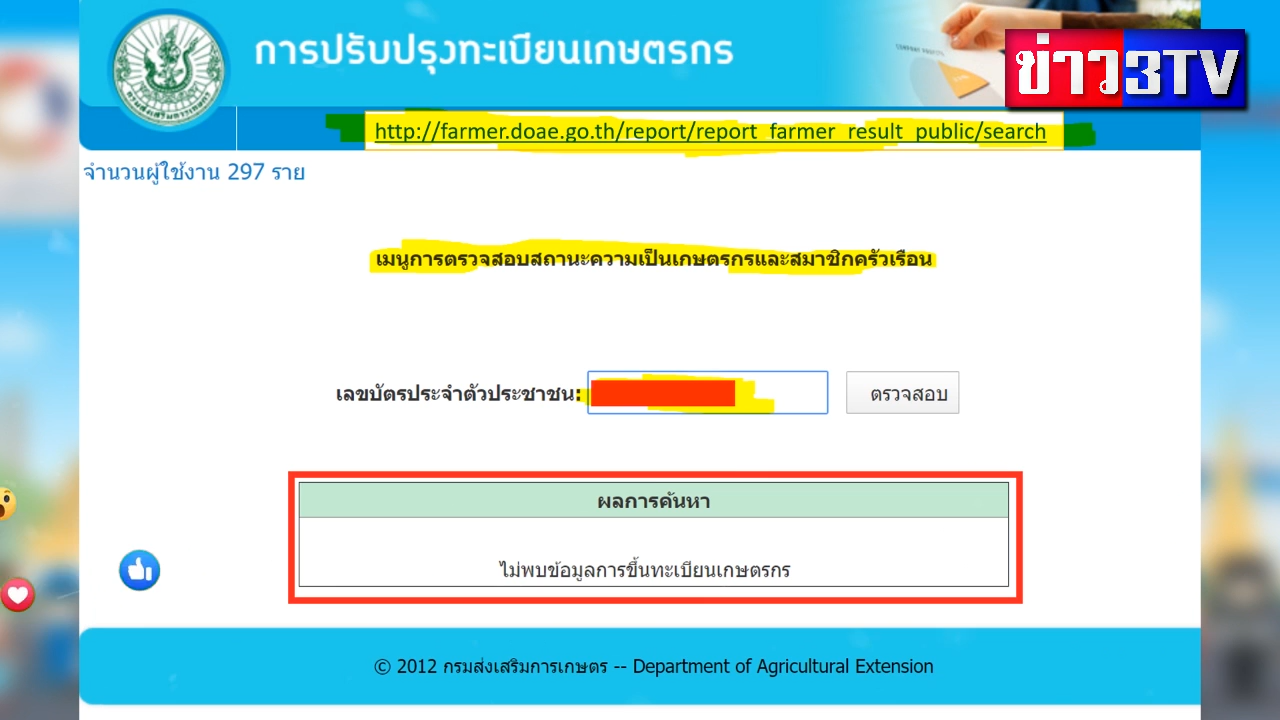 การปรับปรุงทะเบียนเกษตรกร
ข่าว3TV
http://farmer.doae.go.th/report/report_farmer_result_public/search
จำนวนผู้ใช้งาน 297 ราย
เมนูการตรวจสอบสถานะความเป็นเกษตรกรและสมาชิกครัวเรือน
เลขบัตรประจำตัวประชาชน:
ตรวจสอบ
ผลการค้นหา
ไม่พบข้อมูลการขึ้นทะเบียนเกษตรกร
© 2012 กรมส่งเสริมการเกษตร -- Department of Agricultural Extension